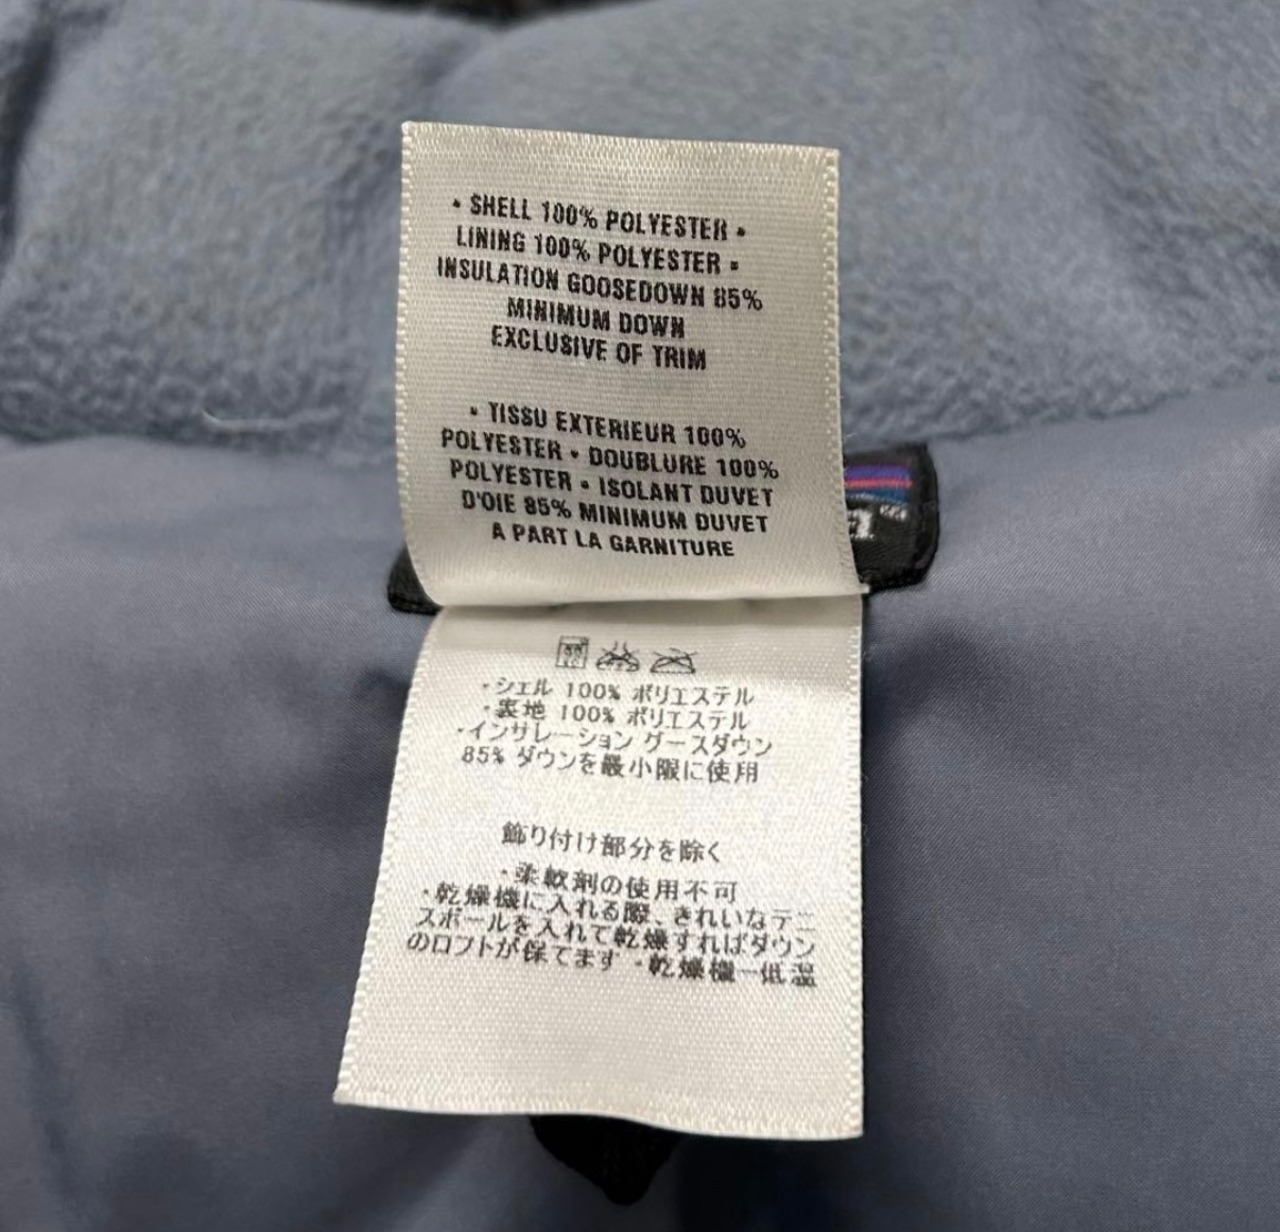 • SHELL 100% POLYESTER •
LINING 100% POLYESTER •
INSULATION GOOSEDOWN 85%
MINIMUM DOWN
EXCLUSIVE OF TRIM
• TISSU EXTERIEUR 100%
POLYESTER • DOUBLURE 100%
POLYESTER • ISOLANT DUVET
D'OIE 85% MINIMUM DUVET
A PART LA GARNITURE
・シェル 100% ポリエステル
・裏地 100% ポリエステル
・インサレーション グースダウン
85% ダウンを最小限に使用
飾り付け部分を除く
・柔軟剤の使用不可
・乾燥機に入れる際、きれいなテニ
スボールを入れて乾燥すればダウン
のロフトが保てます ・乾燥機ー低温